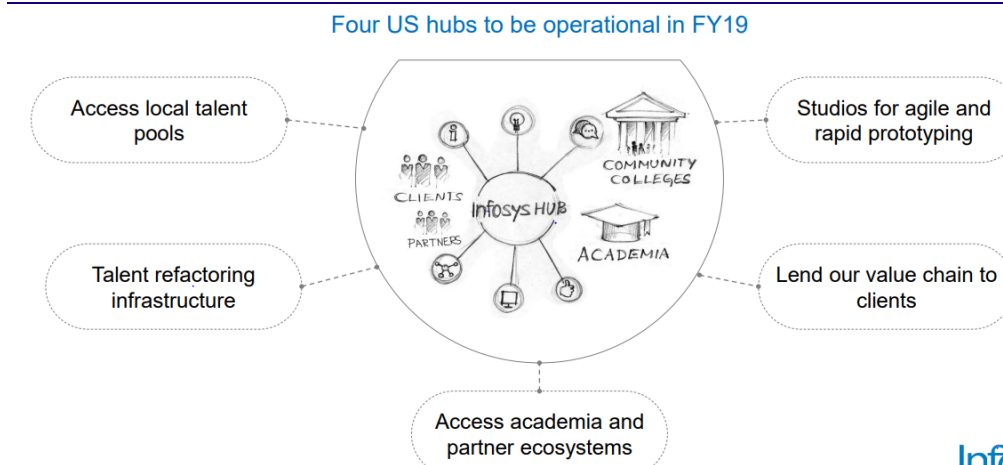 Four US hubs to be operational in FY19
Access local talent
pools
Studios for agile and
rapid prototyping
COMMUNITY
COLLEGES
CLIENTS
Infosys HUB
PARTNERS
ACADEMIA
Talent refactoring
infrastructure
Lend our value chain to
clients
Access academia and
partner ecosystems